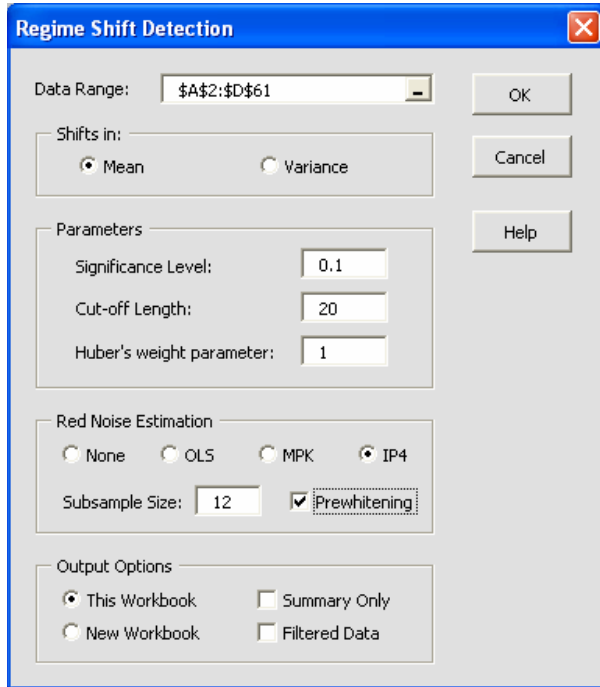 Regime Shift Detection
Data Range: $A$2:$D$61
OK
Shifts in:
Mean Variance
Cancel
Parameters
Help
Significance Level: 0.1
Cut-off Length: 20
Huber's weight parameter: 1
Red Noise Estimation
None OLS MPK IP4
Subsample Size: 12 Prewhitening
Output Options
This Workbook Summary Only
New Workbook Filtered Data